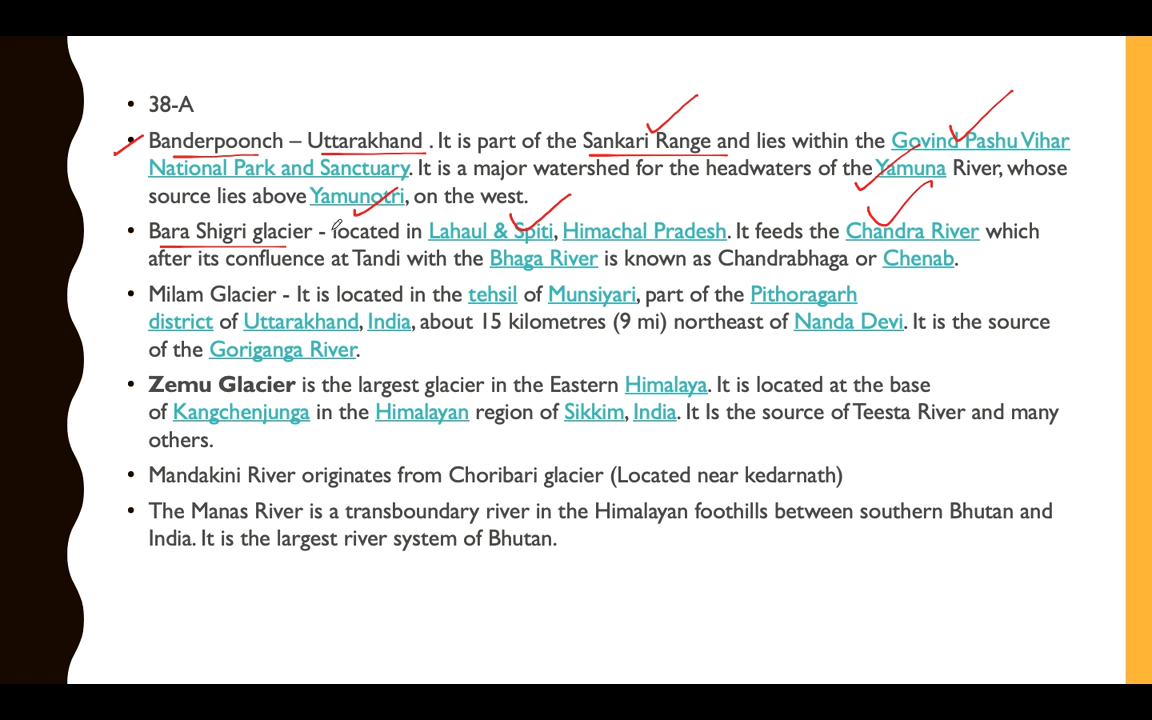 38-A
Banderpoonch – Uttarakhand . It is part of the Sankari Range and lies within the Govind Pashu Vihar
National Park and Sanctuary. It is a major watershed for the headwaters of the Yamuna River, whose
source lies above Yamunotri, on the west.
Bara Shigri glacier - located in Lahaul & Spiti, Himachal Pradesh. It feeds the Chandra River which
after its confluence at Tandi with the Bhaga River is known as Chandrabhaga or Chenab.
Milam Glacier - It is located in the tehsil of Munsiyari, part of the Pithoragarh
district of Uttarakhand, India, about 15 kilometres (9 mi) northeast of Nanda Devi. It is the source
of the Goriganga River.
Zemu Glacier is the largest glacier in the Eastern Himalaya. It is located at the base
of Kangchenjunga in the Himalayan region of Sikkim, India. It Is the source of Teesta River and many
others.
Mandakini River originates from Choribari glacier (Located near kedarnath)
The Manas River is a transboundary river in the Himalayan foothills between southern Bhutan and
India. It is the largest river system of Bhutan.